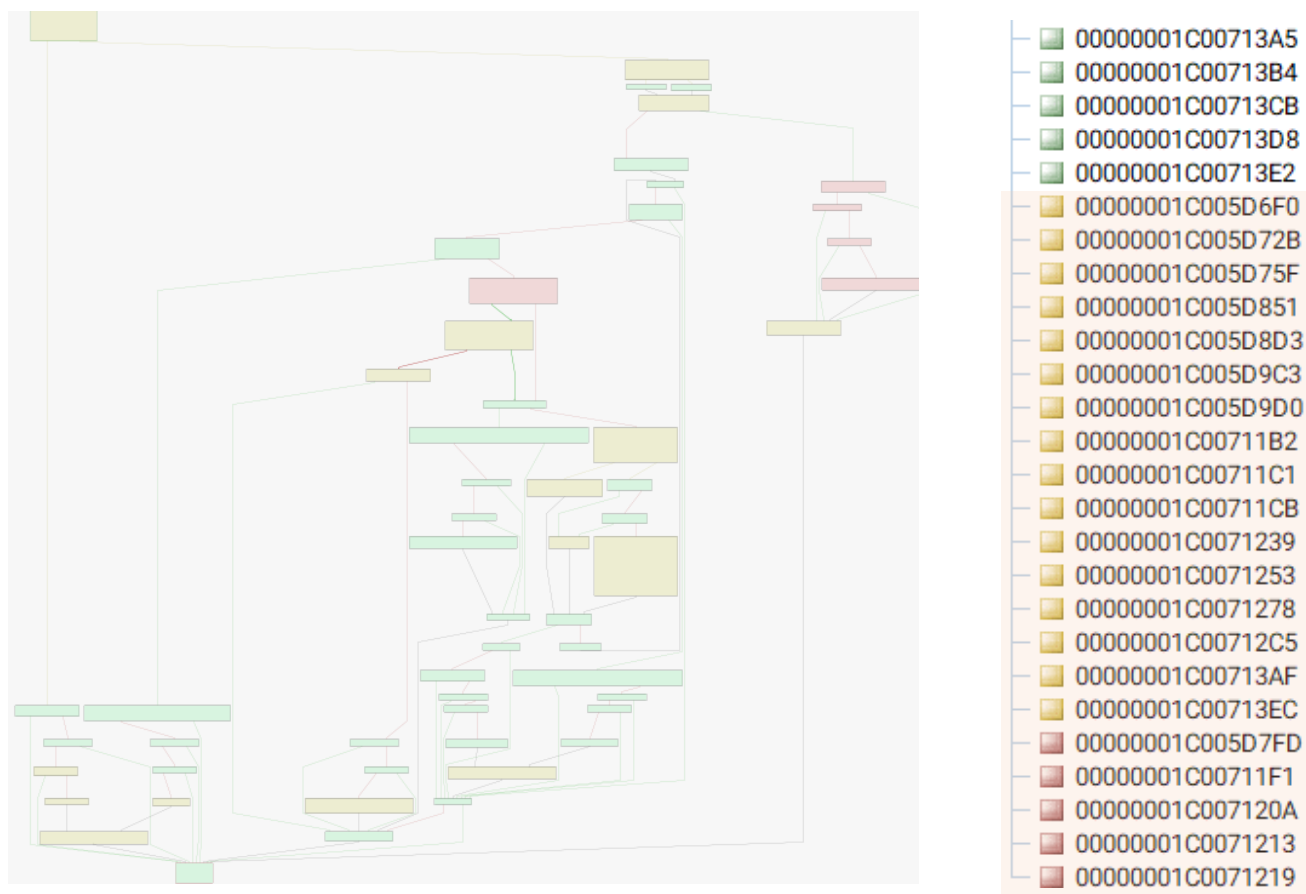 00000001C00713A5
00000001C00713B4
00000001C00713CB
00000001C00713D8
00000001C00713E2
00000001C005D6F0
00000001C005D72B
00000001C005D75F
00000001C005D851
00000001C005D8D3
00000001C005D9C3
00000001C005D9D0
00000001C00711B2
00000001C00711C1
00000001C00711CB
00000001C0071239
00000001C0071253
00000001C0071278
00000001C00712C5
00000001C00713AF
00000001C00713EC
00000001C005D7FD
00000001C00711F1
00000001C007120A
00000001C0071213
00000001C0071219